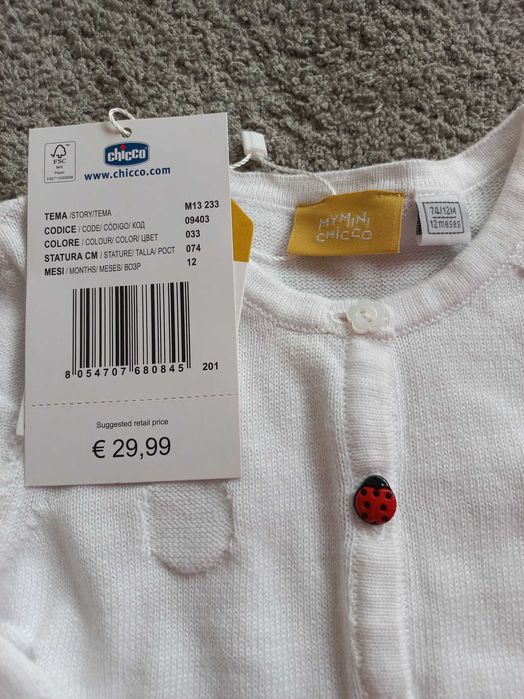 FSC
MIX
Paper
chicco
www.chicco.com
TEMA /STORY/TEMA M13 233
CODICE / CODE/ CÓDIGO/ КОД 09403
COLORE / COLOUR/ COLOR/ ЦВЕТ 033
STATURA CM / STATURE/ TALLA/ РОСТ 074
MESI / MONTHS/ MESES/ ВОЗР 12
8 054707 680845 201
Suggested retail price
€ 29,99
MY MINI
CHICCO
74/12M
12 meses